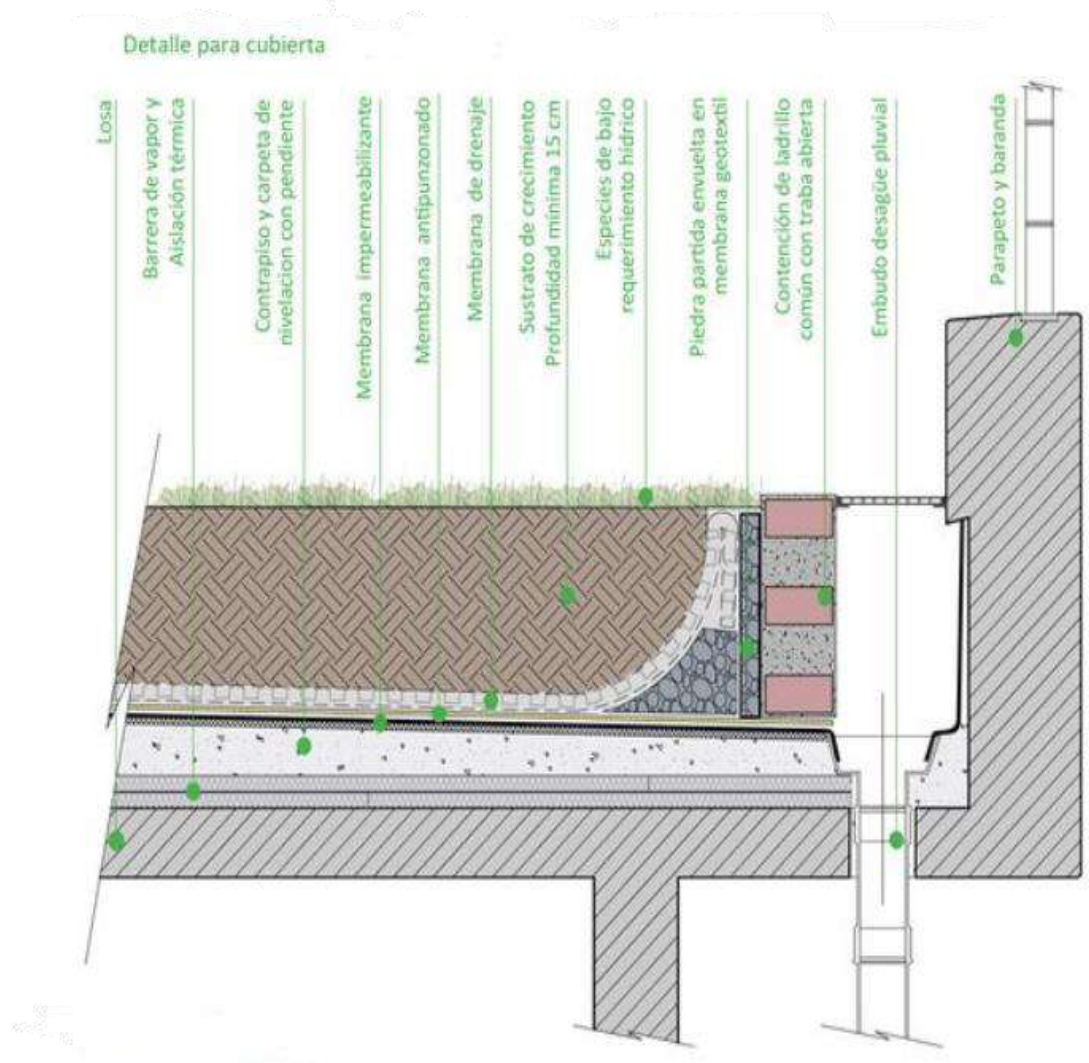 Detalle para cubierta
Losa
Barrera de vapor y
Aislación térmica
Contrapiso y carpeta de
nivelacion con pendiente
Membrana impermeabilizante
Membrana antipunzonado
Membrana de drenaje
Sustrato de crecimiento
Profundidad mínima 15 cm
Especies de bajo
requerimiento hídrico
Piedra partida envuelta en
membrana geotextil
Contención de ladrillo
común con traba abierta
Embudo desagüe pluvial
Parapeto y baranda